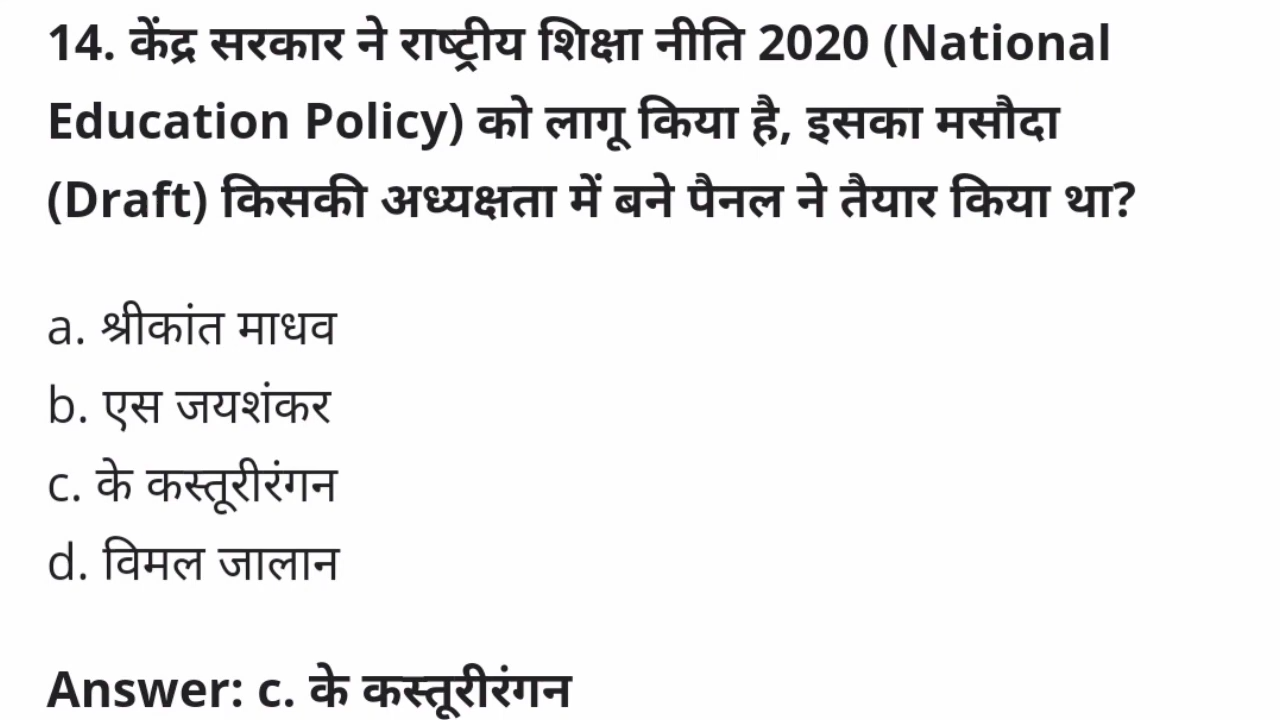 14. केंद्र सरकार ने राष्ट्रीय शिक्षा नीति 2020 (National
Education Policy) को लागू किया है, इसका मसौदा
(Draft) किसकी अध्यक्षता में बने पैनल ने तैयार किया था?
a. श्रीकांत माधव
b. एस जयशंकर
c. के कस्तूरीरंगन
d. विमल जालान
Answer: c. के कस्तूरीरंगन